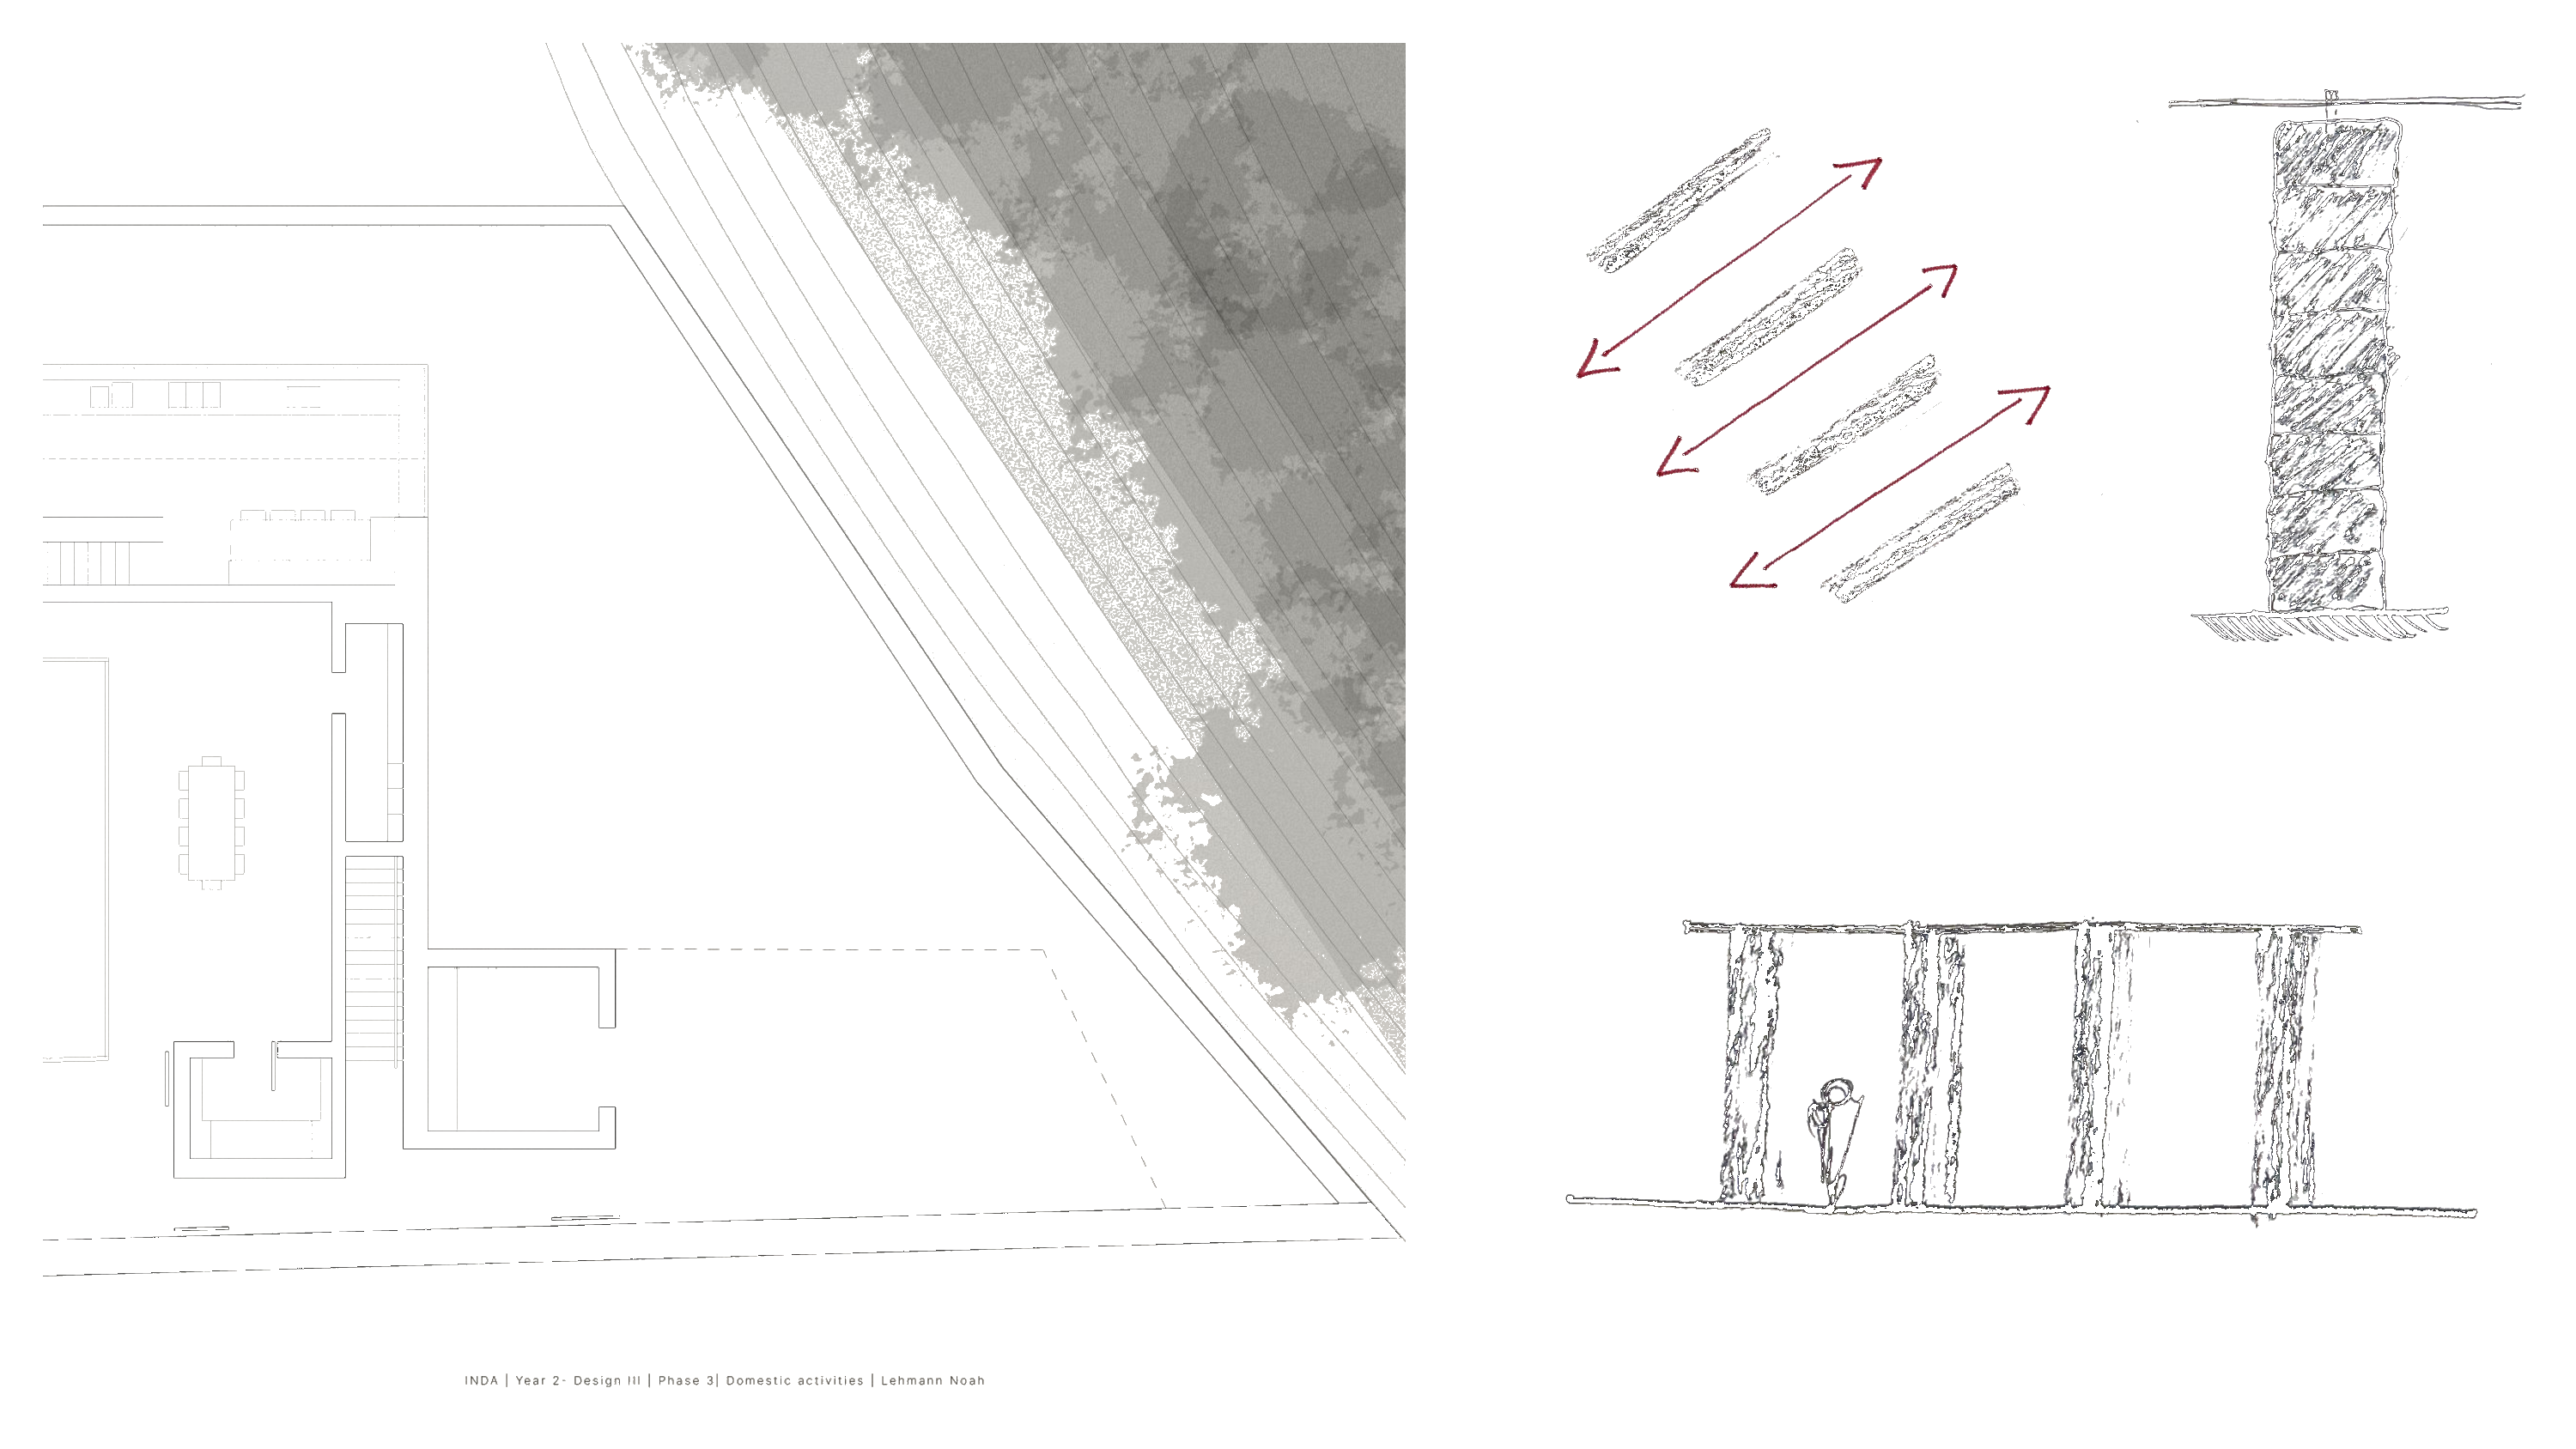 INDA | Year 2- Design III | Phase 3| Domestic activities | Lehmann Noah